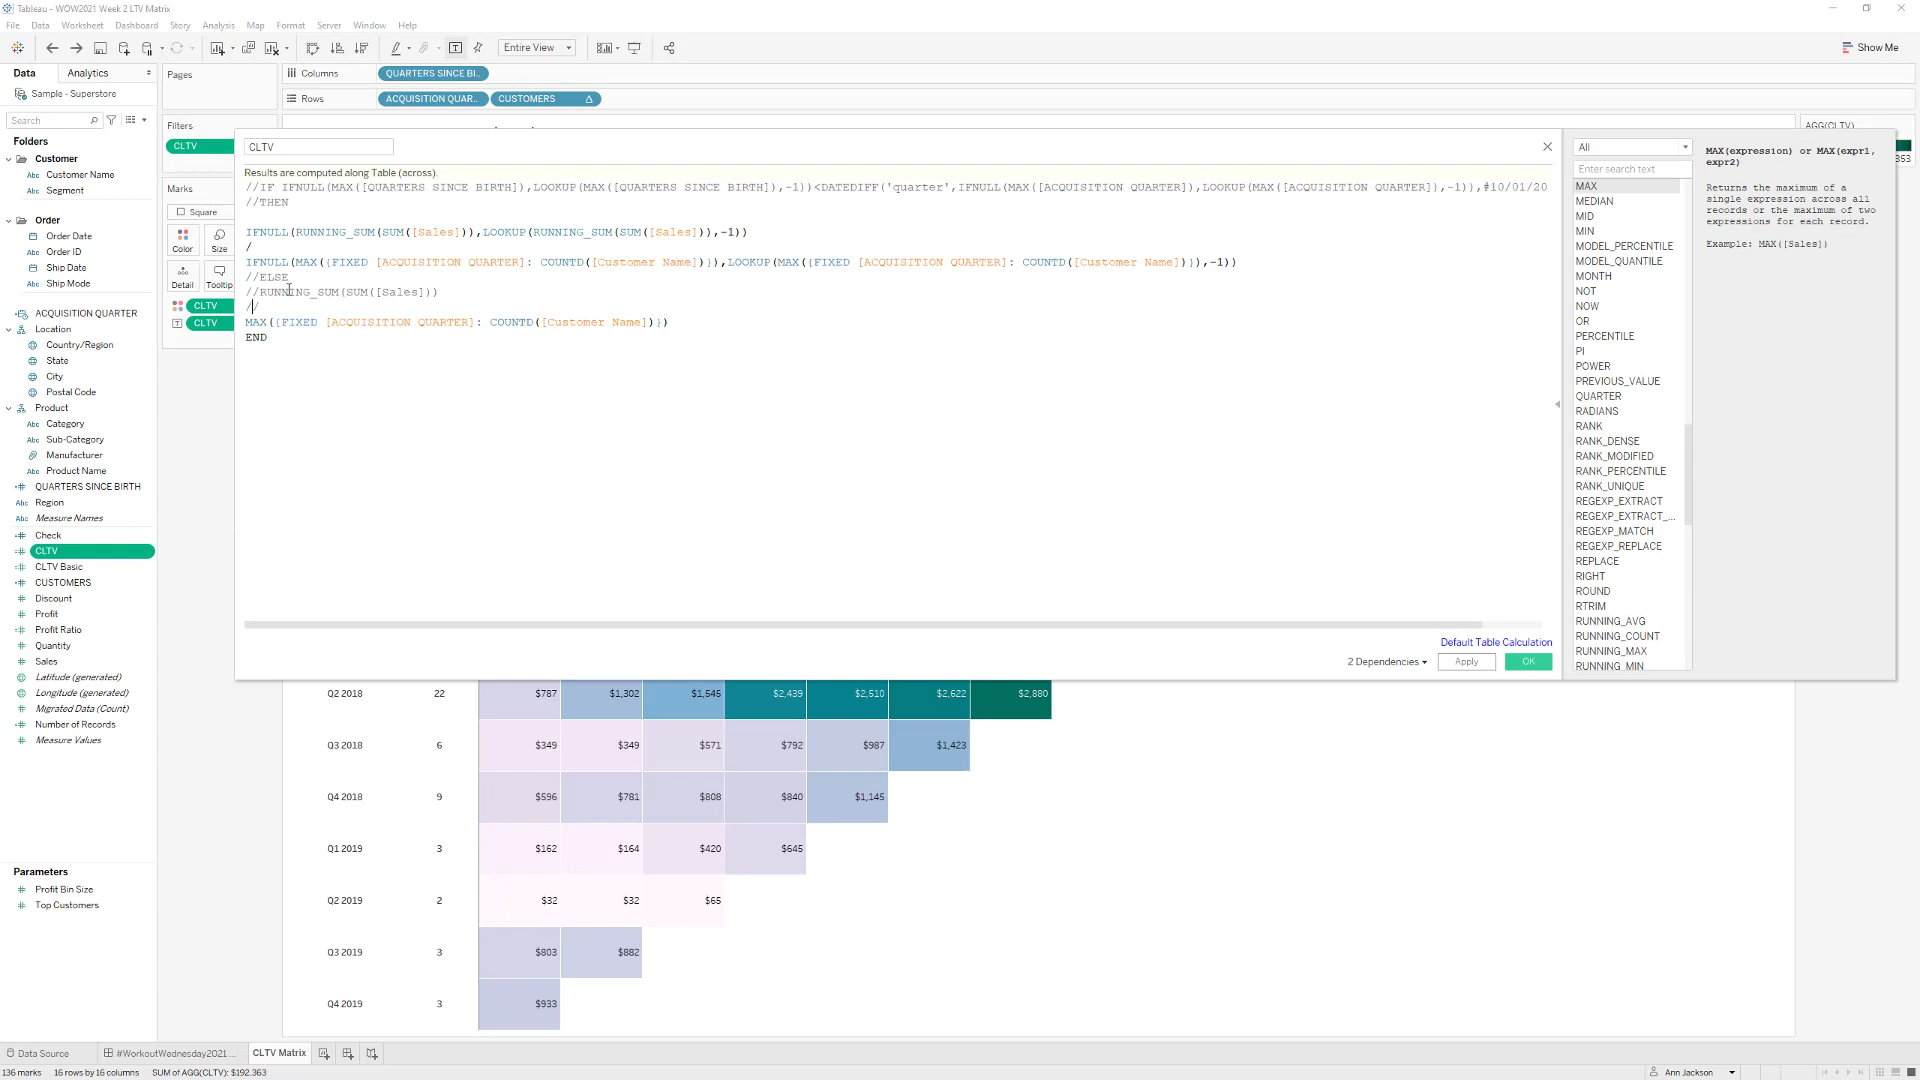 Tableau - WOW2021 Week 2 LTV Matrix
File Data Worksheet Dashboard Story Analysis Map Format Server Window Help
Entire View
Show Me
Data Analytics
Pages
Columns QUARTERS SINCE BI..
Sample - Superstore
Rows ACQUISITION QUAR.. CUSTOMERS
Search
Filters
AGG(CLTV)
CLTV
Folders
Customer
Customer Name
Segment
Order
Order Date
Order ID
Ship Date
Ship Mode
ACQUISITION QUARTER
Location
Country/Region
State
City
Postal Code
Product
Category
Sub-Category
Manufacturer
Product Name
QUARTERS SINCE BIRTH
Region
Measure Names
Check
CLTV
CLTV Basic
CUSTOMERS
Discount
Profit
Profit Ratio
Quantity
Sales
Latitude (generated)
Longitude (generated)
Migrated Data (Count)
Number of Records
Measure Values
Parameters
Profit Bin Size
Top Customers
Marks
Square
Color Size
Detail Tooltip
CLTV
CLTV
CLTV
Results are computed along Table (across).
//IF IFNULL(MAX([QUARTERS SINCE BIRTH]),LOOKUP(MAX([QUARTERS SINCE BIRTH]),-1))<DATEDIFF('quarter',IFNULL(MAX([ACQUISITION QUARTER]),LOOKUP(MAX([ACQUISITION QUARTER]),-1)),#10/01/20
//THEN
IFNULL(RUNNING_SUM(SUM([Sales])),LOOKUP(RUNNING_SUM(SUM([Sales])),-1))
/
IFNULL(MAX({FIXED [ACQUISITION QUARTER]: COUNTD([Customer Name])}),LOOKUP(MAX({FIXED [ACQUISITION QUARTER]: COUNTD([Customer Name])}),-1))
//ELSE
//RUNNING_SUM(SUM([Sales]))
//
MAX({FIXED [ACQUISITION QUARTER]: COUNTD([Customer Name])})
END
Default Table Calculation
2 Dependencies Apply OK
All
Enter search text
MAX
MEDIAN
MID
MIN
MODEL_PERCENTILE
MODEL_QUANTILE
MONTH
NOT
NOW
OR
PERCENTILE
PI
POWER
PREVIOUS_VALUE
QUARTER
RADIANS
RANK
RANK_DENSE
RANK_MODIFIED
RANK_PERCENTILE
RANK_UNIQUE
REGEXP_EXTRACT
REGEXP_EXTRACT_...
REGEXP_MATCH
REGEXP_REPLACE
REPLACE
RIGHT
ROUND
RTRIM
RUNNING_AVG
RUNNING_COUNT
RUNNING_MAX
RUNNING_MIN
MAX(expression) or MAX(expr1,
expr2)
Returns the maximum of a
single expression across all
records or the maximum of two
expressions for each record.
Example: MAX([Sales])
Q2 2018 22 $787 $1,302 $1,545 $2,439 $2,510 $2,622 $2,880
Q3 2018 6 $349 $349 $571 $792 $987 $1,423
Q4 2018 9 $596 $781 $808 $840 $1,145
Q1 2019 3 $162 $164 $420 $645
Q2 2019 2 $32 $32 $65
Q3 2019 3 $803 $882
Q4 2019 3 $933
Data Source #WorkoutWednesday2021 ... CLTV Matrix
136 marks 16 rows by 16 columns SUM of AGG(CLTV): $192.363
Ann Jackson